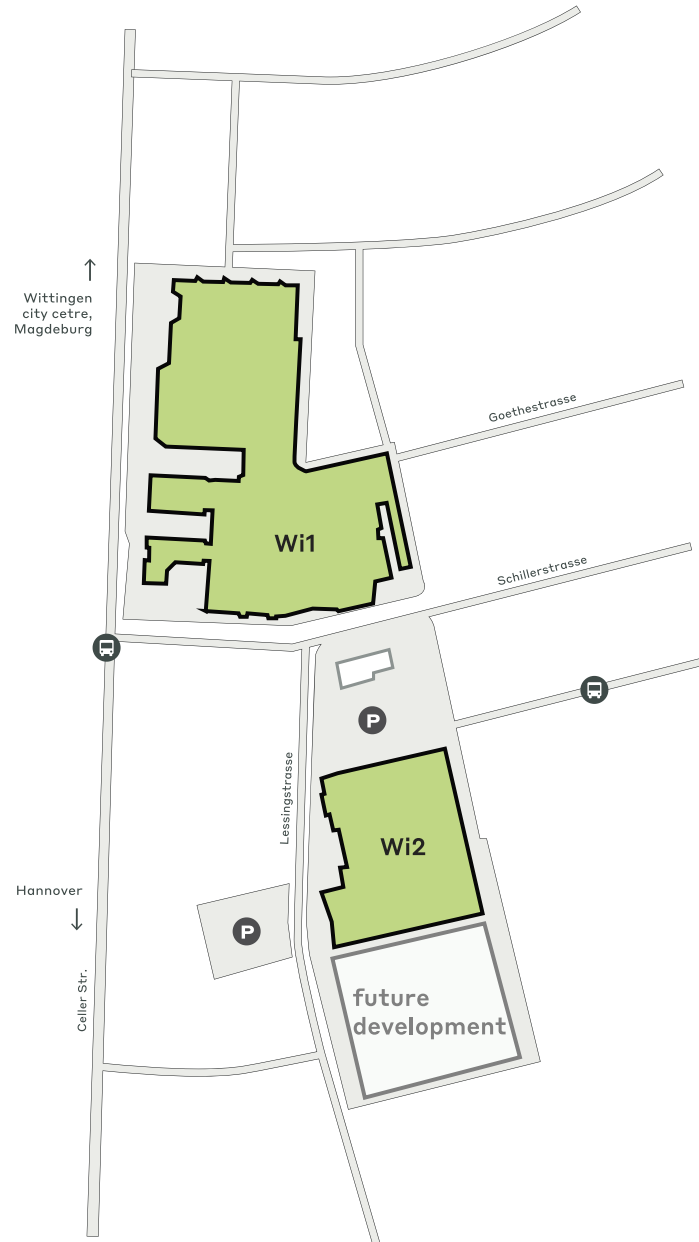 Wittingen
city cetre,
Magdeburg
Goethestrasse
Wi1
Schillerstrasse
P
Lessingstrasse
Wi2
Hannover
P
Celler Str.
future
development